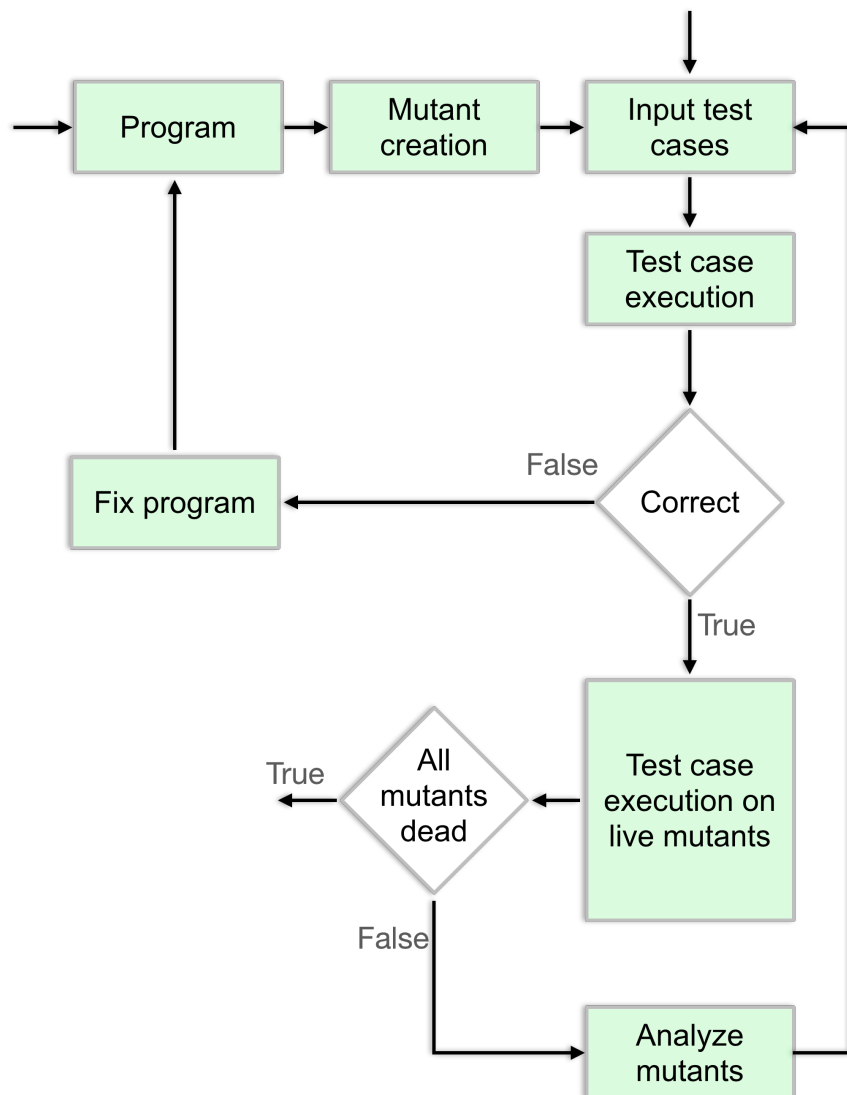 Program
Mutant
creation
Input test
cases
Test case
execution
False
Correct
Fix program
True
All
mutants
dead
True
Test case
execution on
live mutants
False
Analyze
mutants